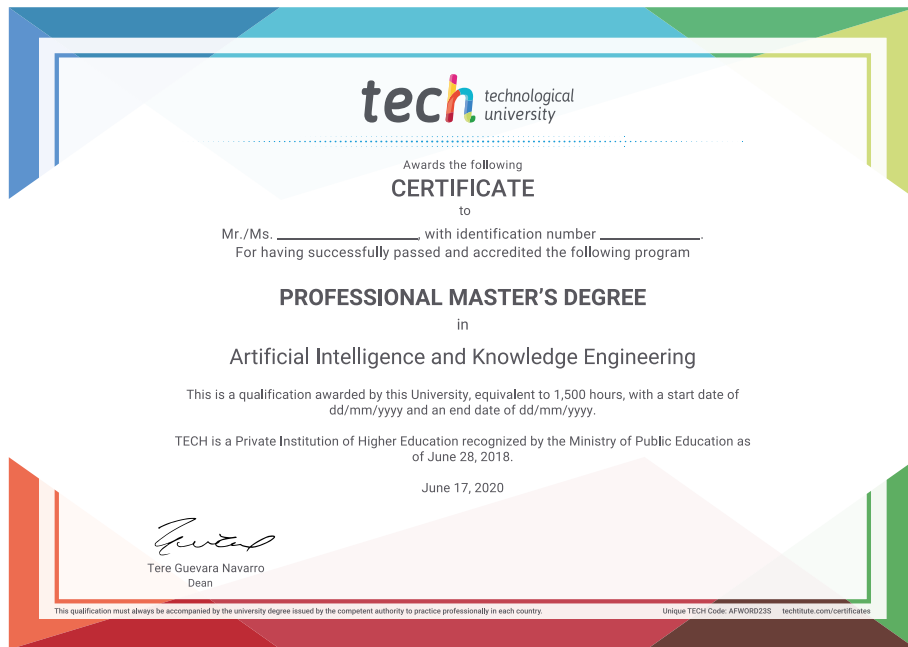 tech technological
university
Awards the following
CERTIFICATE
to
Mr./Ms. ____________________, with identification number ______________.
For having successfully passed and accredited the following program
PROFESSIONAL MASTER'S DEGREE
in
Artificial Intelligence and Knowledge Engineering
This is a qualification awarded by this University, equivalent to 1,500 hours, with a start date of
dd/mm/yyyy and an end date of dd/mm/yyyy.
TECH is a Private Institution of Higher Education recognized by the Ministry of Public Education as
of June 28, 2018.
June 17, 2020
Tere Guevara Navarro
Dean
This qualification must always be accompanied by the university degree issued by the competent authority to practice professionally in each country. Unique TECH Code: AFWORD23S techtitute.com/certificates